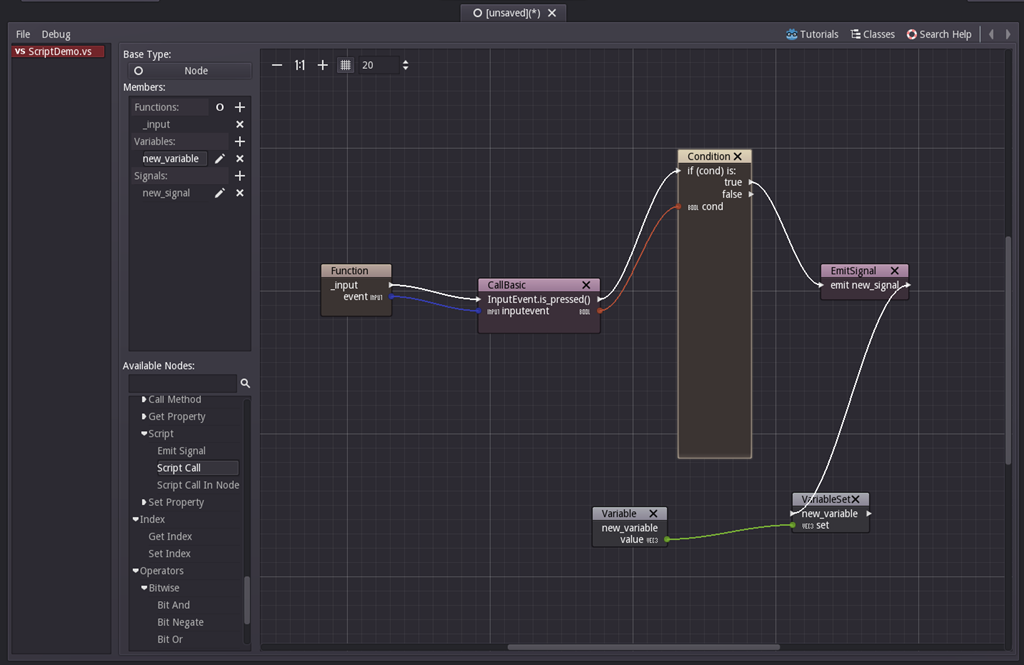 [unsaved](*)
File Debug
Tutorials Classes Search Help
VS ScriptDemo.vs
Base Type:
Node
Members:
Functions:
_input
Variables:
new_variable
Signals:
new_signal
Available Nodes:
Call Method
Get Property
Script
Emit Signal
Script Call
Script Call In Node
Set Property
Index
Get Index
Set Index
Operators
Bitwise
Bit And
Bit Negate
Bit Or
1:1 20
Function
_input
event INPUT
CallBasic
InputEvent.is_pressed()
INPUT inputevent BOOL
Condition
if (cond) is:
true
false
BOOL cond
EmitSignal
emit new_signal
Variable
new_variable
value VEC3
VariableSet
new_variable
VEC3 set